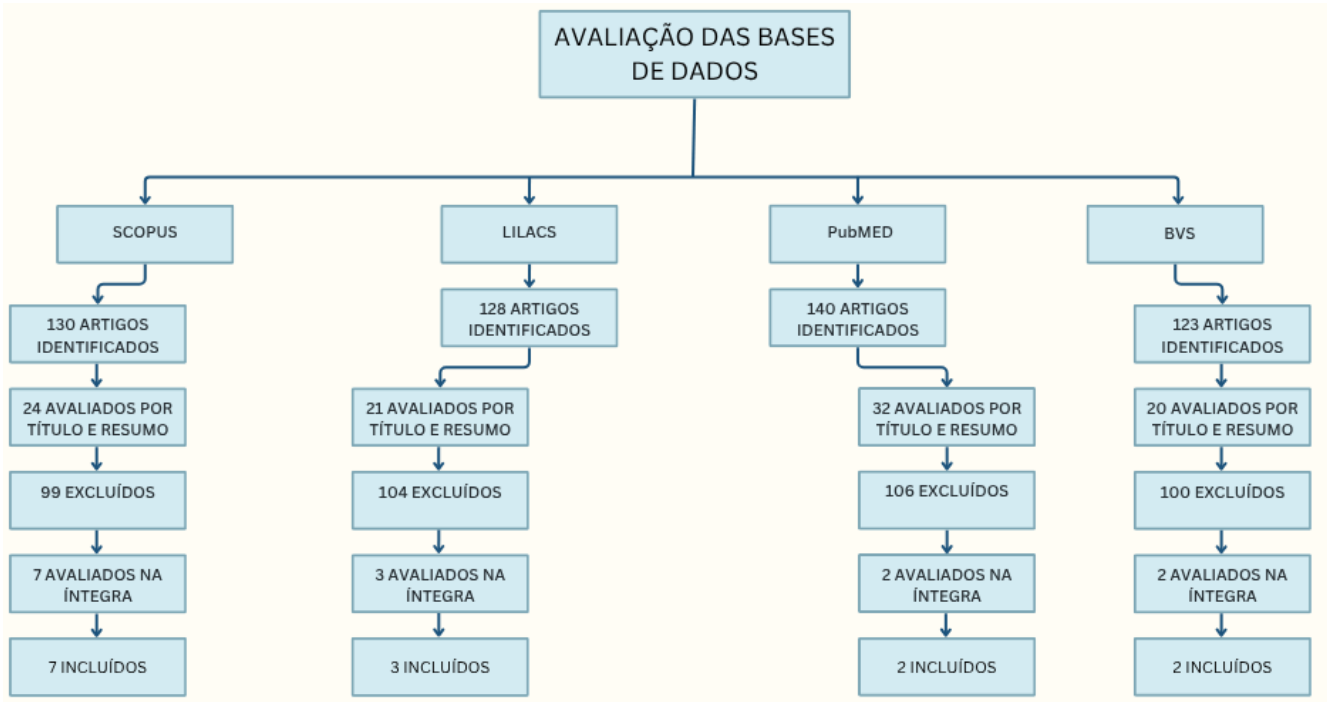 AVALIAÇÃO DAS BASES
DE DADOS
SCOPUS
LILACS
PubMED
BVS
130 ARTIGOS
IDENTIFICADOS
128 ARTIGOS
IDENTIFICADOS
140 ARTIGOS
IDENTIFICADOS
123 ARTIGOS
IDENTIFICADOS
24 AVALIADOS POR
TÍTULO E RESUMO
21 AVALIADOS POR
TÍTULO E RESUMO
32 AVALIADOS POR
TÍTULO E RESUMO
20 AVALIADOS POR
TÍTULO E RESUMO
99 EXCLUÍDOS
104 EXCLUÍDOS
106 EXCLUÍDOS
100 EXCLUÍDOS
7 AVALIADOS NA
ÍNTEGRA
3 AVALIADOS NA
ÍNTEGRA
2 AVALIADOS NA
ÍNTEGRA
2 AVALIADOS NA
ÍNTEGRA
7 INCLUÍDOS
3 INCLUÍDOS
2 INCLUÍDOS
2 INCLUÍDOS